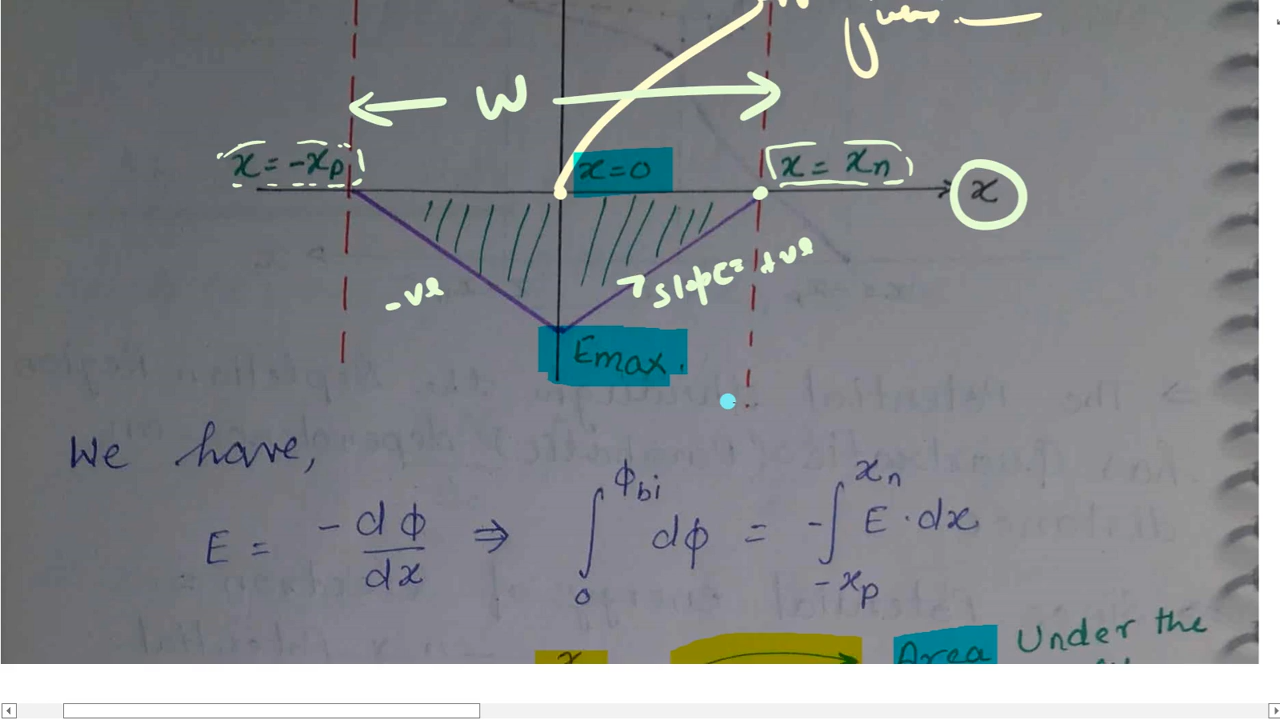 W
x = -xp
x=0
x = xn
x
-ve
slope= +ve
Emax.
We have,
E = -dϕ/dx ⇒ ∫₀^ϕbi dϕ = -∫₋xp^xn E·dx
Area Under the